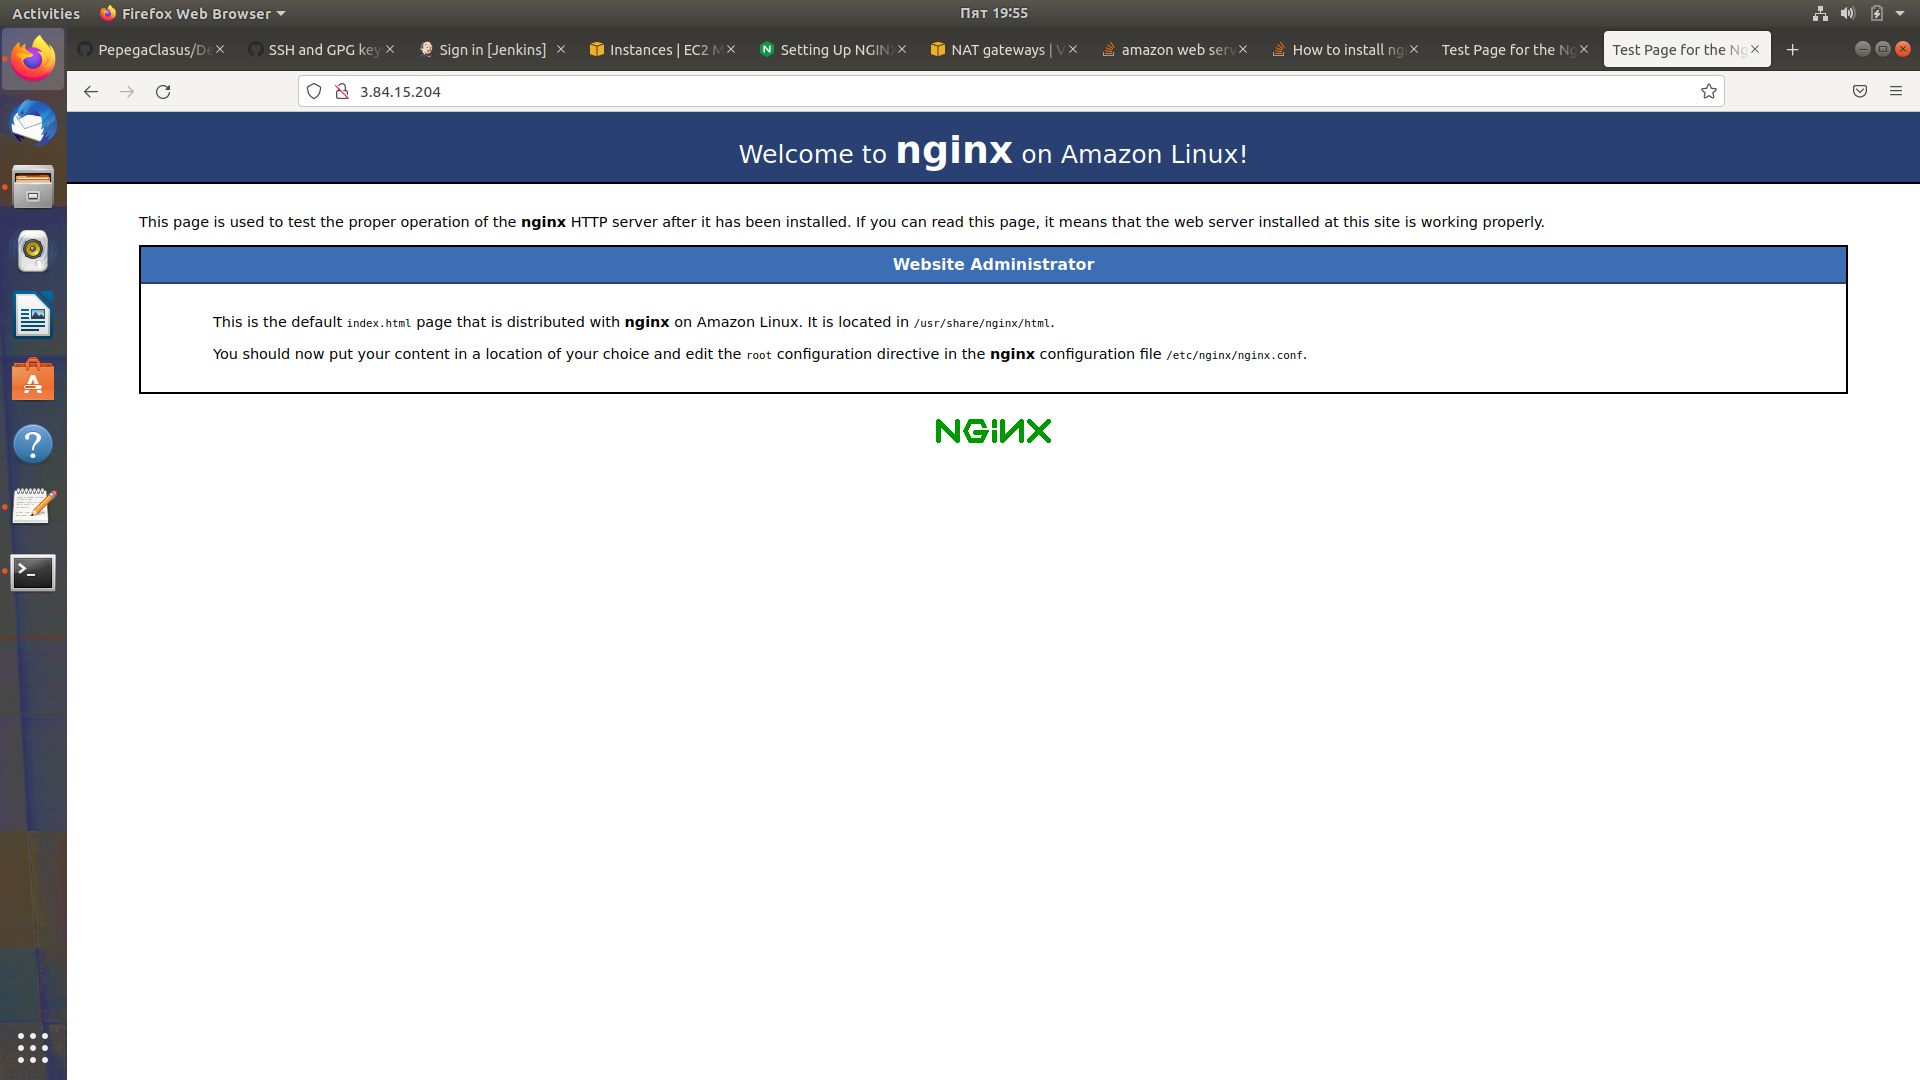 Activities Firefox Web Browser Пят 19:55
PepegaClasus/De SSH and GPG key Sign in [Jenkins] Instances | EC2 M Setting Up NGINX NAT gateways | V amazon web serv How to install ng Test Page for the Ng Test Page for the Ng
3.84.15.204
Welcome to nginx on Amazon Linux!
This page is used to test the proper operation of the nginx HTTP server after it has been installed. If you can read this page, it means that the web server installed at this site is working properly.
Website Administrator
This is the default index.html page that is distributed with nginx on Amazon Linux. It is located in /usr/share/nginx/html.
You should now put your content in a location of your choice and edit the root configuration directive in the nginx configuration file /etc/nginx/nginx.conf.
NGINX